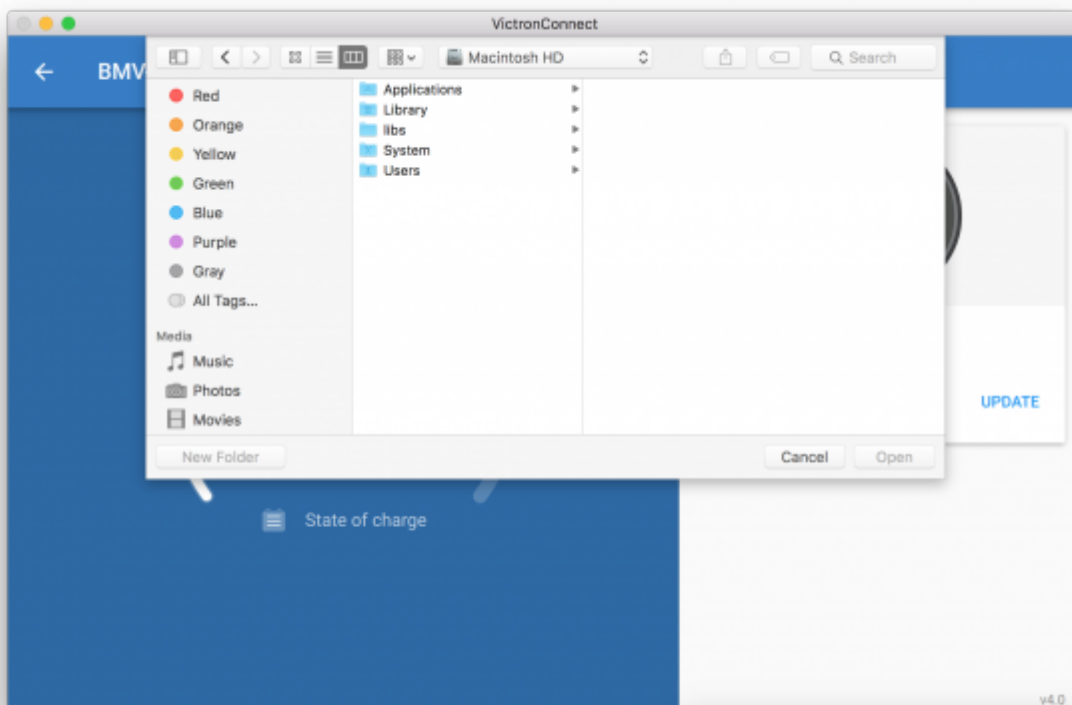 VictronConnect
BMV
Macintosh HD
Search
Red
Orange
Yellow
Green
Blue
Purple
Gray
All Tags...
Media
Music
Photos
Movies
Applications
Library
libs
System
Users
New Folder
Cancel
Open
UPDATE
State of charge
v4.0